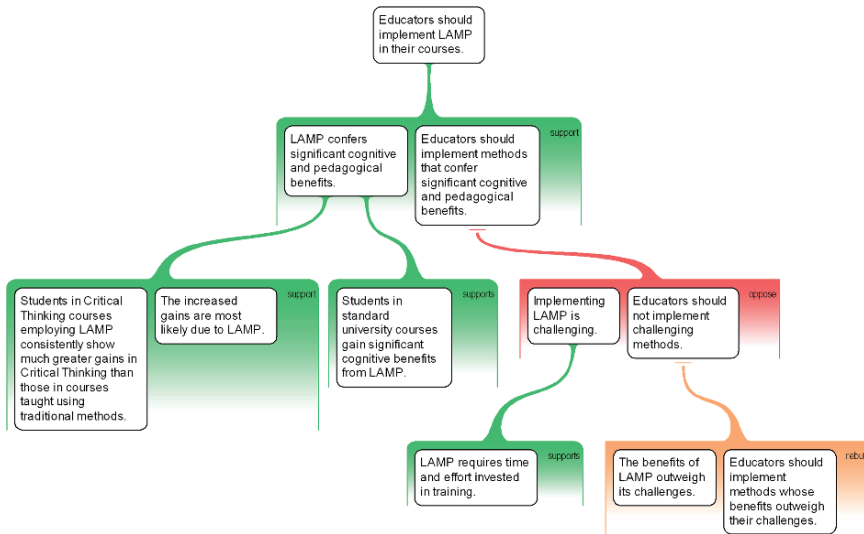 Educators should
implement LAMP
in their courses.
LAMP confers
significant cognitive
and pedagogical
benefits.
Educators should
implement methods
that confer
significant cognitive
and pedagogical
benefits.
support
Students in Critical
Thinking courses
employing LAMP
consistently show
much greater gains in
Critical Thinking than
those in courses
taught using
traditional methods.
The increased
gains are most
likely due to LAMP.
support
Students in
standard
university courses
gain significant
cognitive benefits
from LAMP.
supports
Implementing
LAMP is
challenging.
Educators should
not implement
challenging
methods.
oppose
LAMP requires time
and effort invested
in training.
supports
The benefits of
LAMP outweigh
its challenges.
Educators should
implement
methods whose
benefits outweigh
their challenges.
rebut